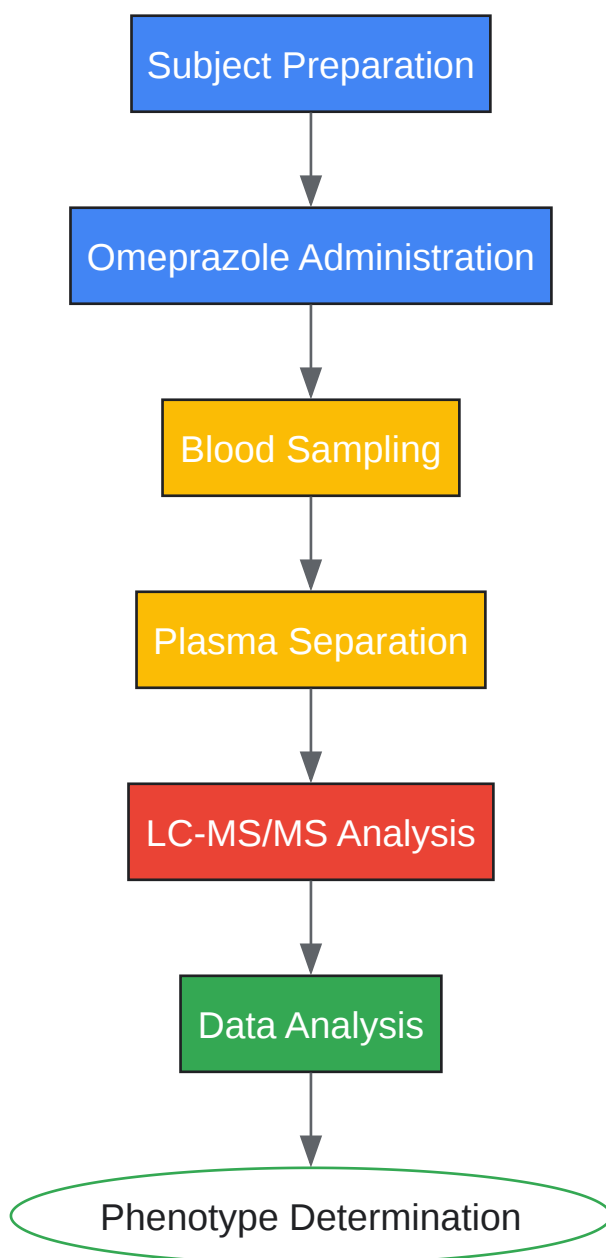 Subject Preparation
Omeprazole Administration
Blood Sampling
Plasma Separation
LC-MS/MS Analysis
Data Analysis
Phenotype Determination